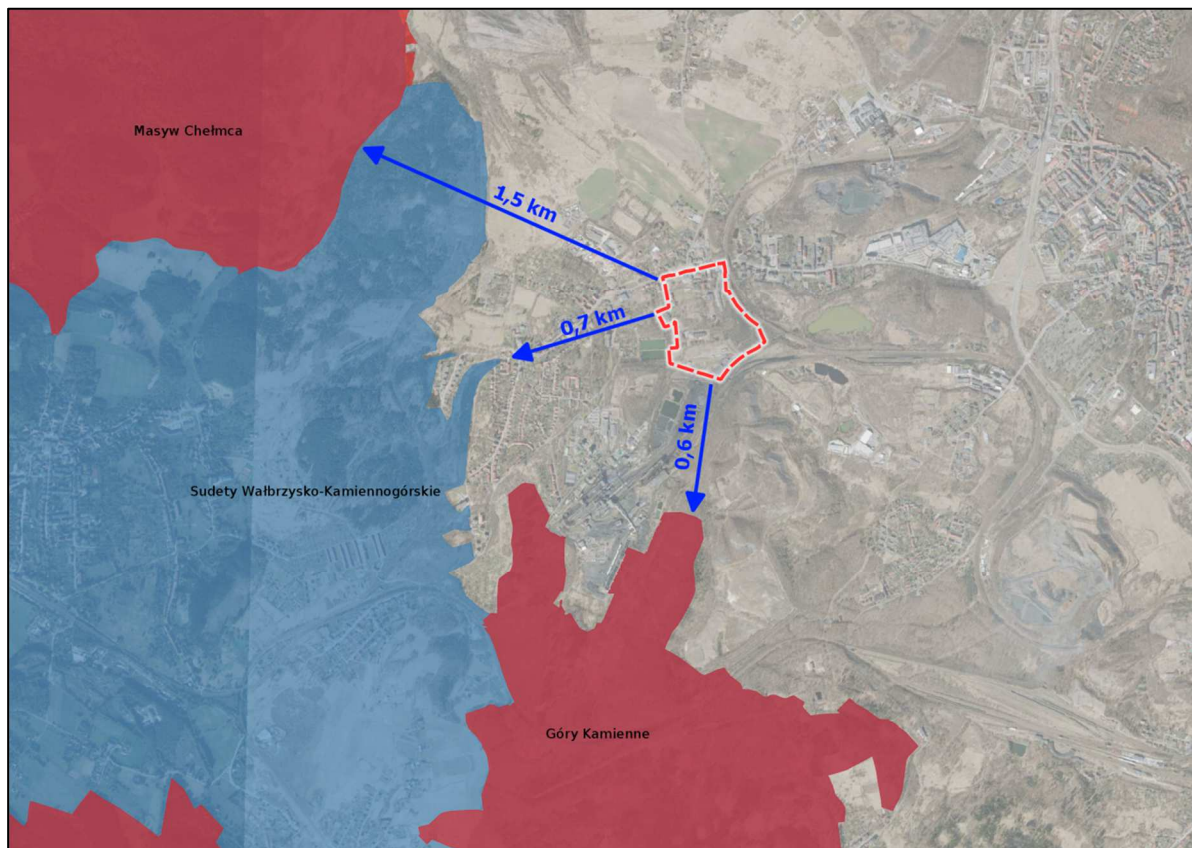 Masyw Chełmca
1,5 km
0,7 km
0,6 km
Sudety Wałbrzysko-Kamiennogórskie
Góry Kamienne